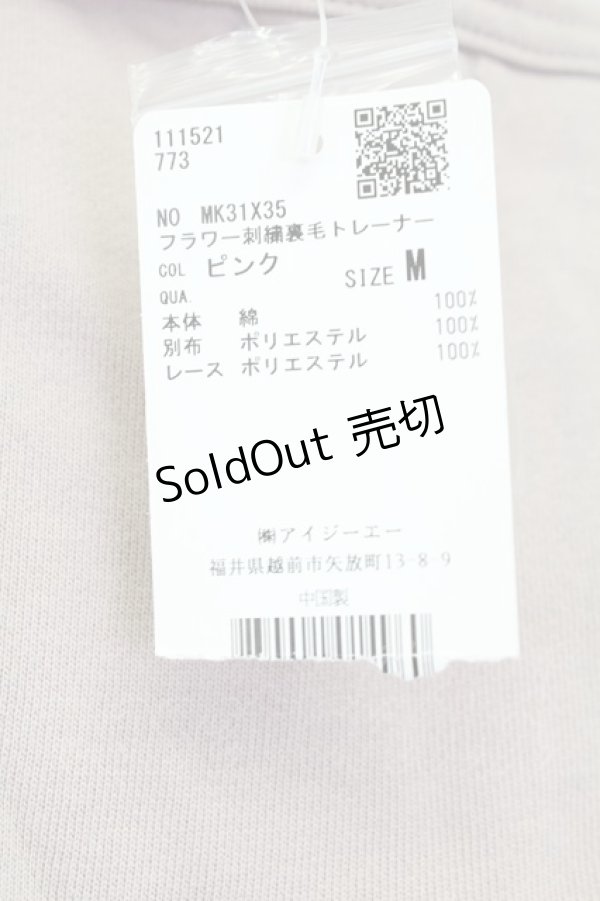 111521
773
NO MK31X35
フラワー刺繍裏毛トレーナー
COL ピンク SIZE M
QUA.
本体 綿 100%
別布 ポリエステル 100%
レース ポリエステル 100%
SoldOut 売切
㈱アイジーエー
福井県越前市矢放町13-8-9
中国製